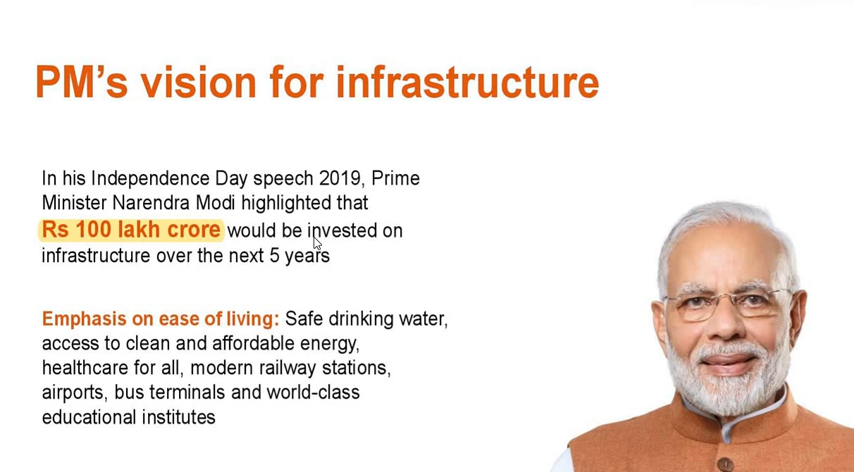 PM’s vision for infrastructure
In his Independence Day speech 2019, Prime
Minister Narendra Modi highlighted that
Rs 100 lakh crore would be invested on
infrastructure over the next 5 years
Emphasis on ease of living: Safe drinking water,
access to clean and affordable energy,
healthcare for all, modern railway stations,
airports, bus terminals and world-class
educational institutes